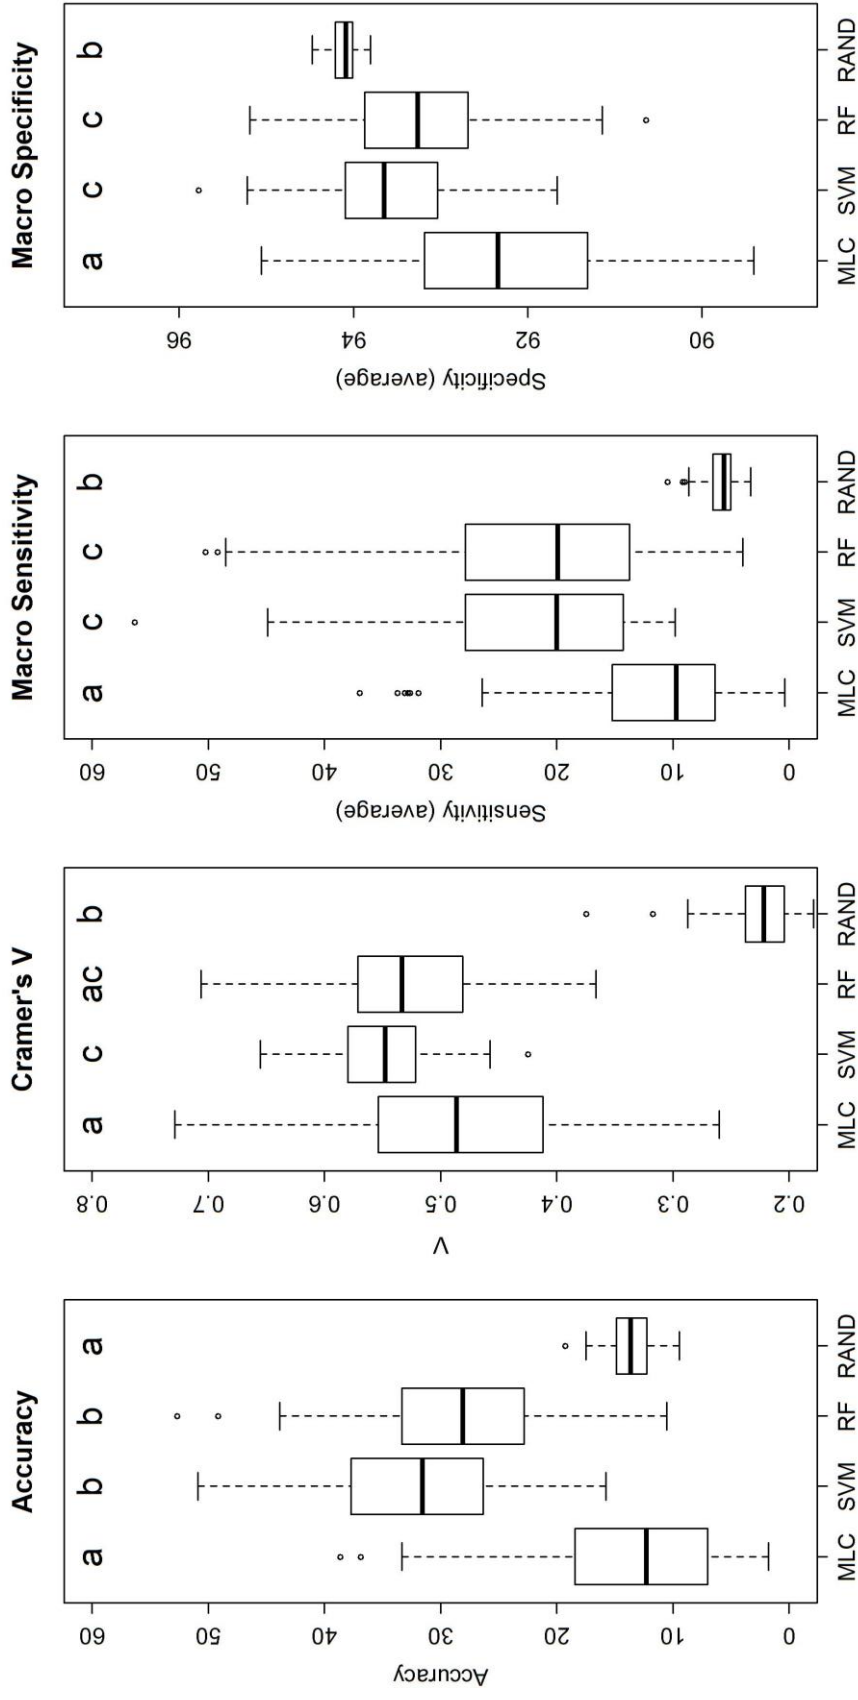 Accuracy
a b b a
60
50
40
30
20
10
0
Accuracy
MLC SVM RF RAND
Cramer's V
a c ac b
0.8
0.7
0.6
0.5
0.4
0.3
0.2
V
MLC SVM RF RAND
Macro Sensitivity
a c c b
60
50
40
30
20
10
0
Sensitivity (average)
MLC SVM RF RAND
Macro Specificity
a c c b
96
94
92
90
Specificity (average)
MLC SVM RF RAND